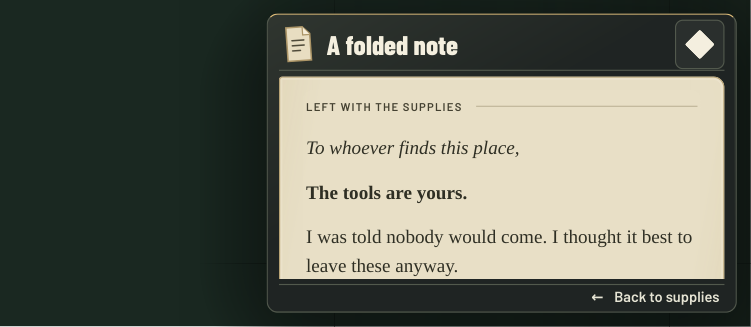 A folded note
LEFT WITH THE SUPPLIES
To whoever finds this place,
The tools are yours.
I was told nobody would come. I thought it best to
leave these anyway.
← Back to supplies